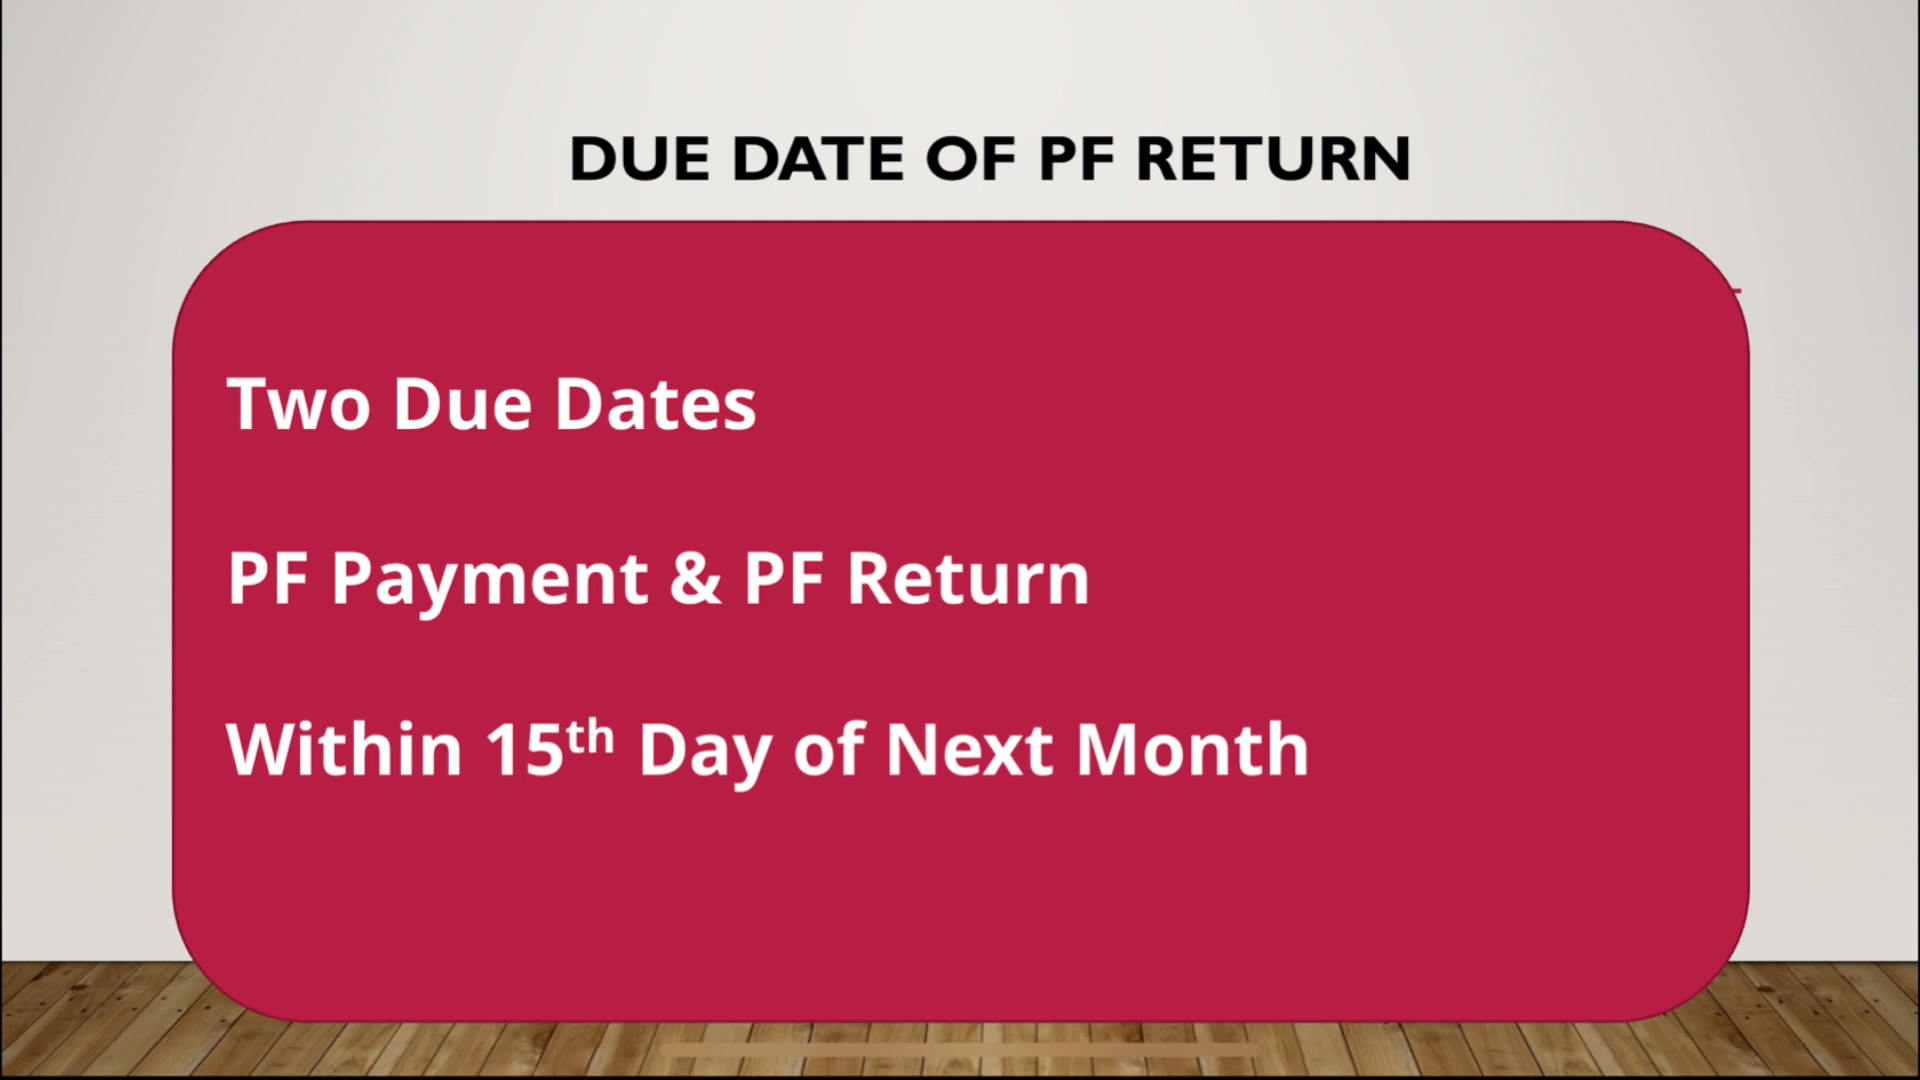 DUE DATE OF PF RETURN
Two Due Dates
PF Payment & PF Return
Within 15th Day of Next Month